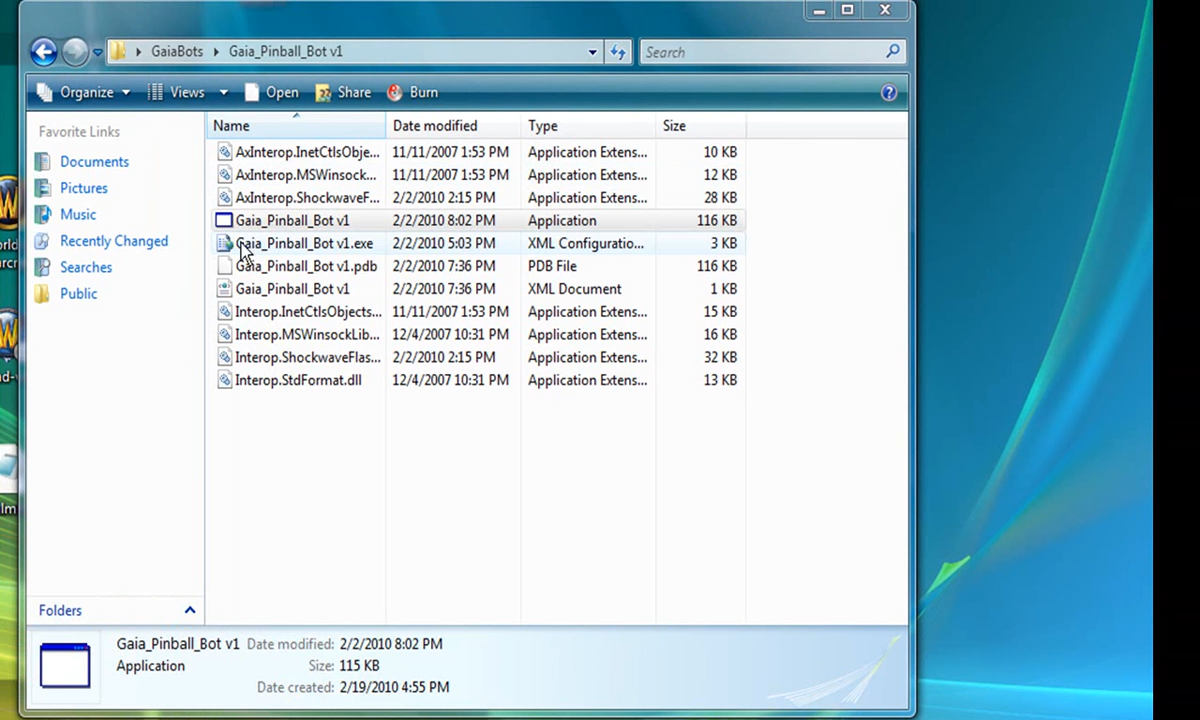 GaiaBots Gaia_Pinball_Bot v1 Search
Organize Views Open Share Burn
Favorite Links
Documents
Pictures
Music
Recently Changed
Searches
Public
Folders
Name Date modified Type Size
AxInterop.InetCtlsObje... 11/11/2007 1:53 PM Application Extens... 10 KB
AxInterop.MSWinsock... 11/11/2007 1:53 PM Application Extens... 12 KB
AxInterop.ShockwaveF... 2/2/2010 2:15 PM Application Extens... 28 KB
Gaia_Pinball_Bot v1 2/2/2010 8:02 PM Application 116 KB
Gaia_Pinball_Bot v1.exe 2/2/2010 5:03 PM XML Configuratio... 3 KB
Gaia_Pinball_Bot v1.pdb 2/2/2010 7:36 PM PDB File 116 KB
Gaia_Pinball_Bot v1 2/2/2010 7:36 PM XML Document 1 KB
Interop.InetCtlsObjects... 11/11/2007 1:53 PM Application Extens... 15 KB
Interop.MSWinsockLib... 12/4/2007 10:31 PM Application Extens... 16 KB
Interop.ShockwaveFlas... 2/2/2010 2:15 PM Application Extens... 32 KB
Interop.StdFormat.dll 12/4/2007 10:31 PM Application Extens... 13 KB
Gaia_Pinball_Bot v1 Date modified: 2/2/2010 8:02 PM
Application Size: 115 KB
Date created: 2/19/2010 4:55 PM